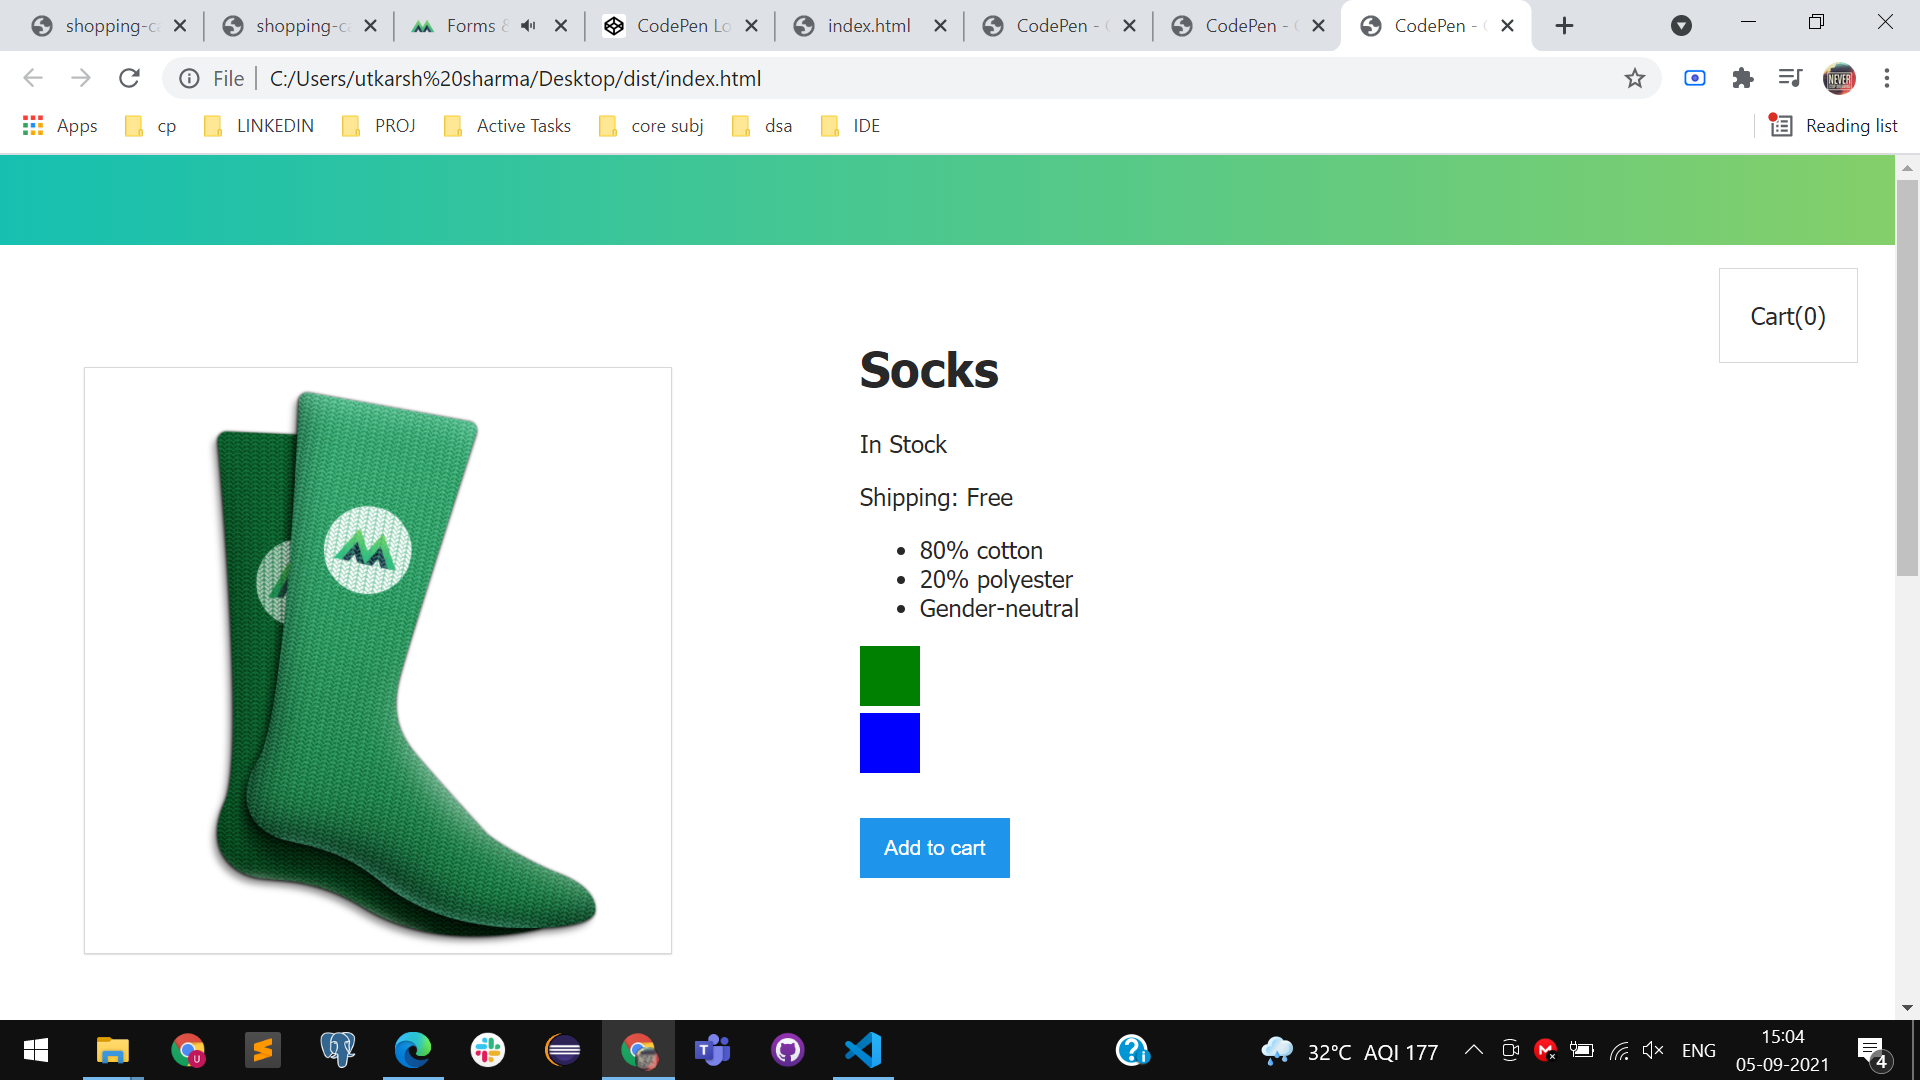 shopping-ca
shopping-ca
Forms &
CodePen Lo
index.html
CodePen - 
CodePen - 
CodePen - 
File
C:/Users/utkarsh%20sharma/Desktop/dist/index.html
Apps
cp
LINKEDIN
PROJ
Active Tasks
core subj
dsa
IDE
Reading list
Cart(0)
Socks
In Stock
Shipping: Free
• 80% cotton
• 20% polyester
• Gender-neutral
Add to cart
32°C AQI 177
ENG
15:04
05-09-2021
4